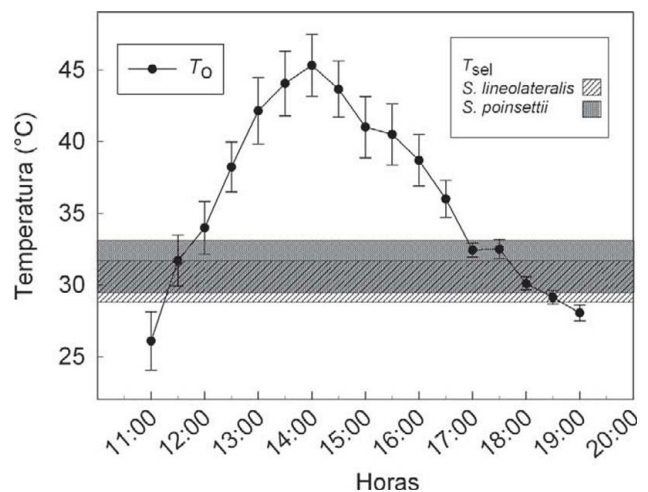 T_O
T_sel
S. lineolateralis
S. poinsettii
Temperatura (°C)
45
40
35
30
25
11:00
12:00
13:00
14:00
15:00
16:00
17:00
18:00
19:00
20:00
Horas